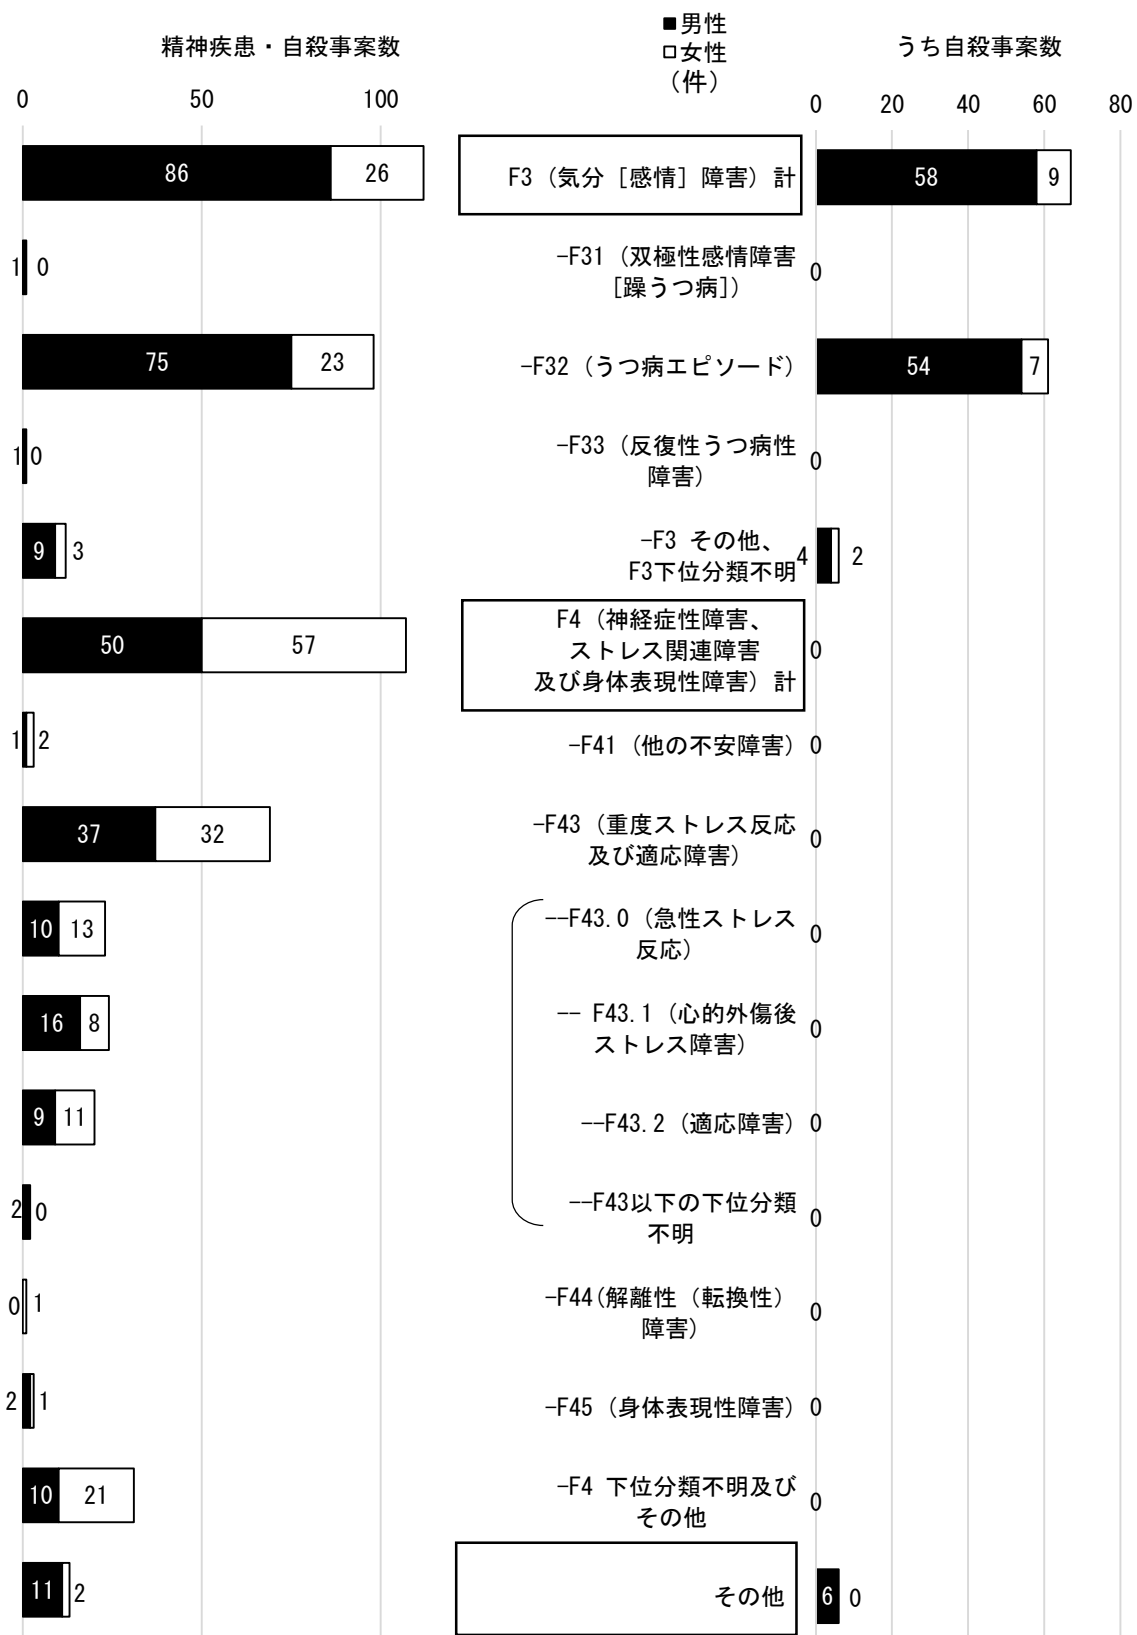 ■男性
□女性
（件）
精神疾患・自殺事案数
うち自殺事案数
0 50 100
0 20 40 60 80
86 26
F3（気分［感情］障害）計
58 9
1 0
−F31（双極性感情障害
［躁うつ病］）
0
75 23
−F32（うつ病エピソード）
54 7
1 0
−F33（反復性うつ病性
障害）
0
9 3
−F3 その他、
F3下位分類不明
4 2
50 57
F4（神経症性障害、
ストレス関連障害
及び身体表現性障害）計
0
1 2
−F41（他の不安障害）
0
37 32
−F43（重度ストレス反応
及び適応障害）
0
10 13
−−F43.0（急性ストレス
反応）
0
16 8
−− F43.1（心的外傷後
ストレス障害）
0
9 11
−−F43.2（適応障害）
0
2 0
−−F43以下の下位分類
不明
0
0 1
−F44(解離性（転換性）
障害）
0
2 1
−F45（身体表現性障害）
0
10 21
−F4 下位分類不明及び
その他
0
11 2
その他
6 0